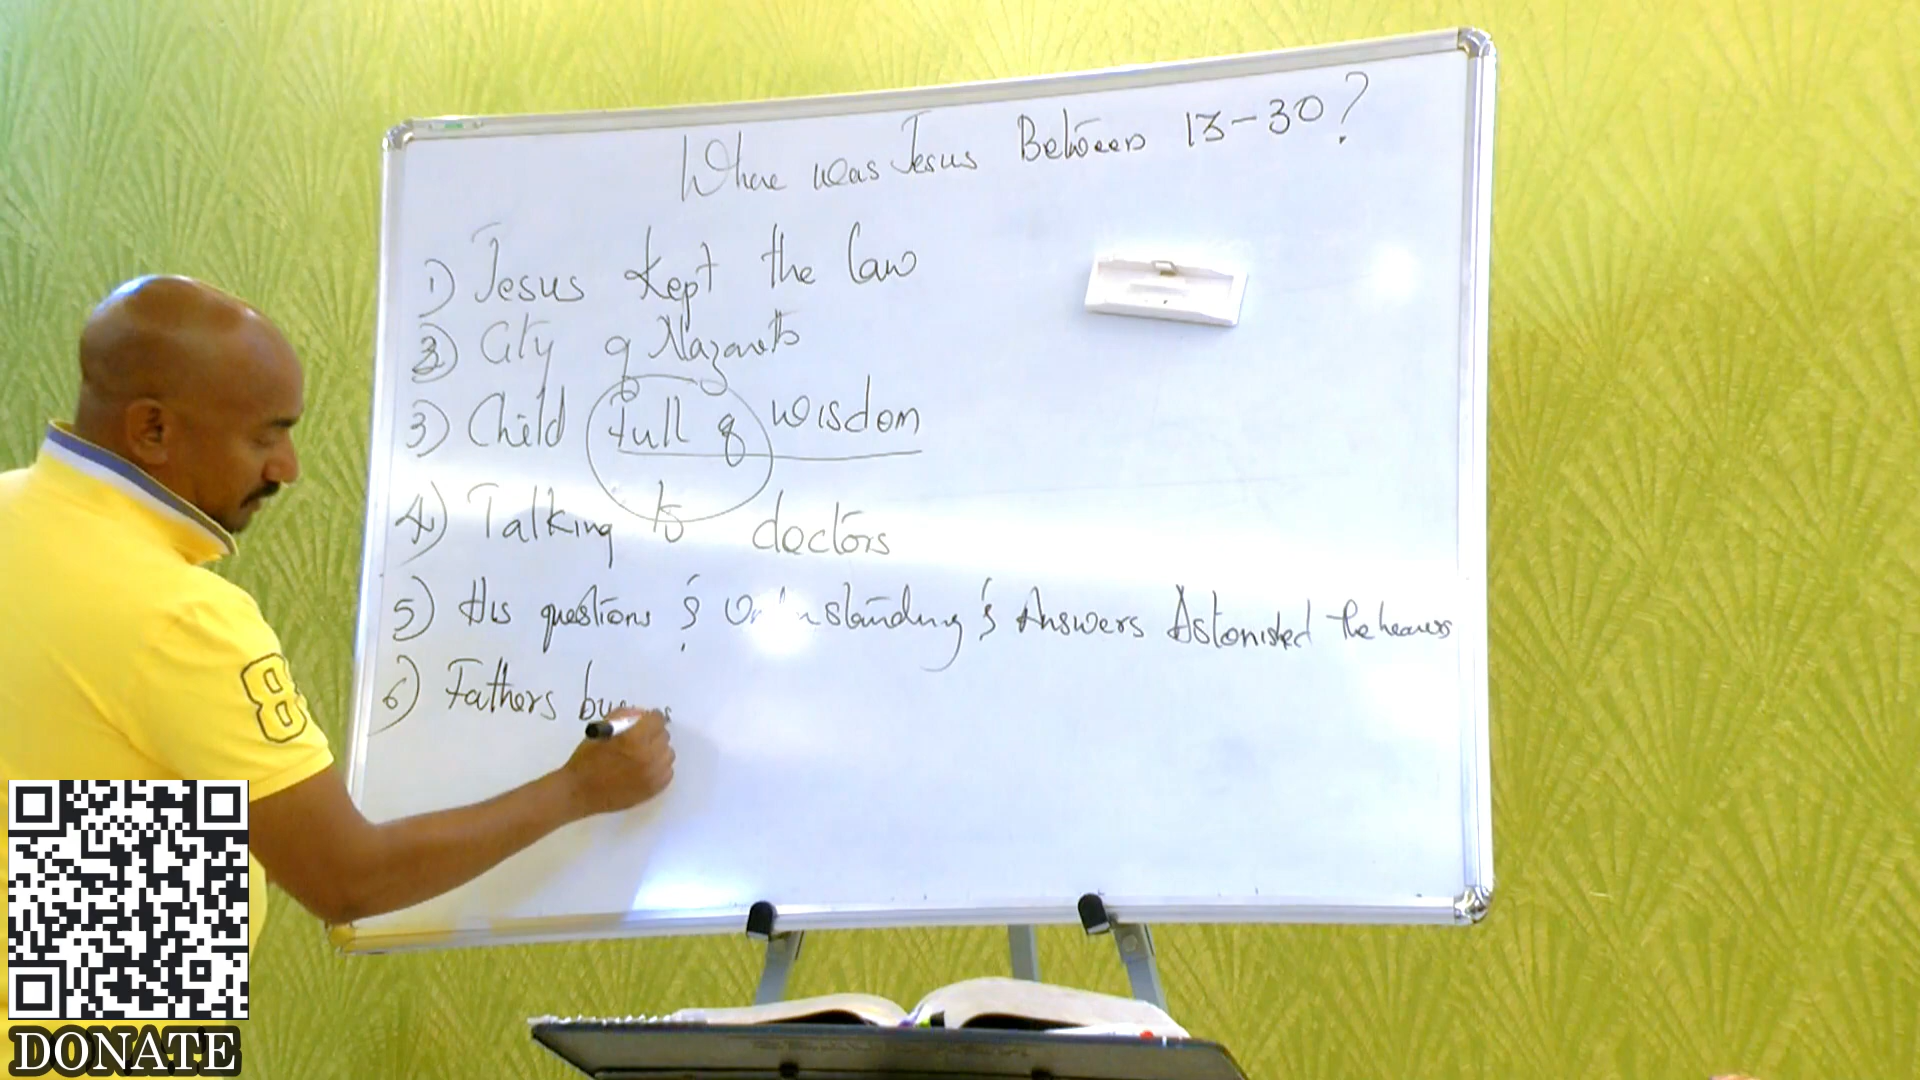 Where was Jesus Between 13-30?
1) Jesus kept the law
2) City of Nazareth
3) Child full of wisdom
4) Talking to doctors
5) His questions & Understanding & Answers Astonished the hearers
6) Fathers
8
DONATE